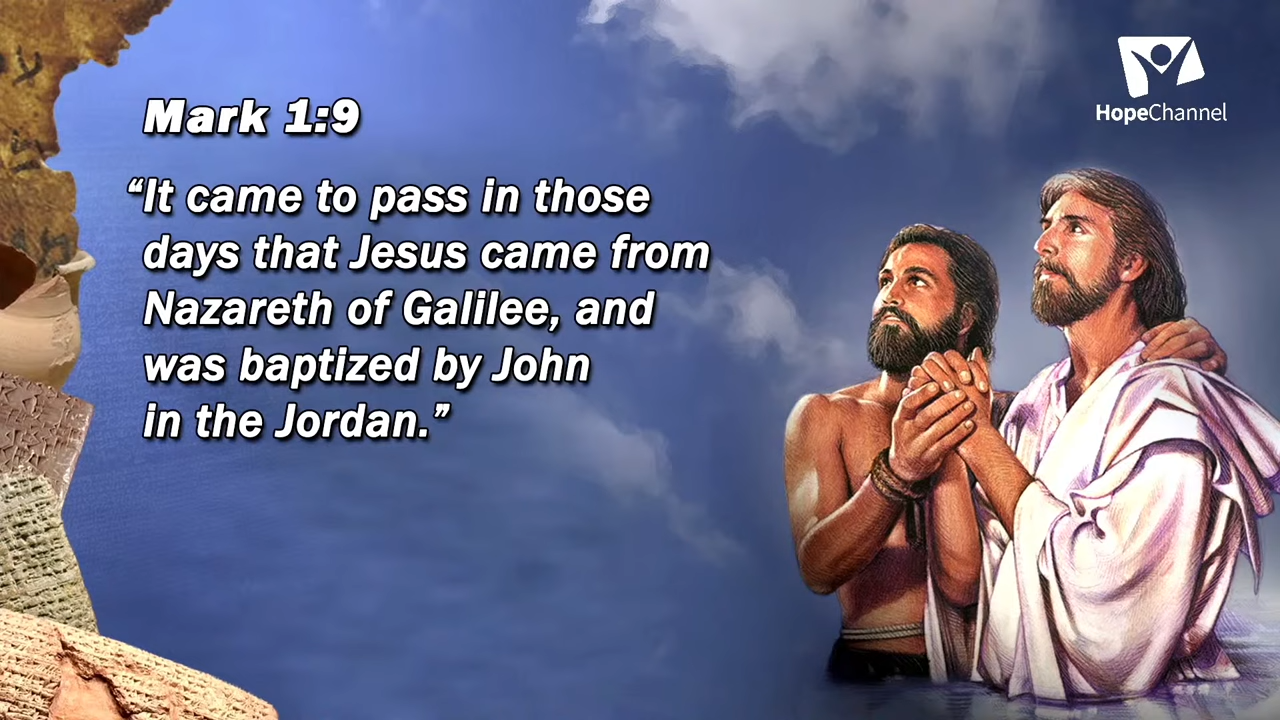 Mark 1:9
“It came to pass in those
days that Jesus came from
Nazareth of Galilee, and
was baptized by John
in the Jordan.”
HopeChannel